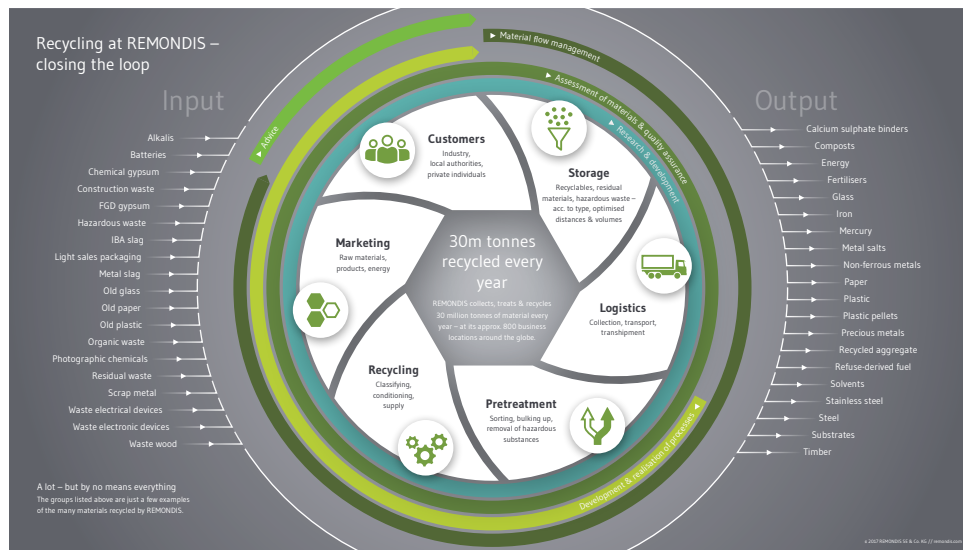 Recycling at REMONDIS –
closing the loop
Input
Alkalis
Batteries
Chemical gypsum
Construction waste
FGD gypsum
Hazardous waste
IBA slag
Light sales packaging
Metal slag
Old glass
Old paper
Old plastic
Organic waste
Photographic chemicals
Residual waste
Scrap metal
Waste electrical devices
Waste electronic devices
Waste wood
A lot – but by no means everything
The groups listed above are just a few examples
of the many materials recycled by REMONDIS.
Advice
Material flow management
Assessment of materials & quality assurance
Research & development
Development & realisation of processes
Customers
Industry,
local authorities,
private individuals
Storage
Recyclables, residual
materials, hazardous waste –
acc. to type, optimised
distances & volumes
Logistics
Collection, transport,
transhipment
Pretreatment
Sorting, bulking up,
removal of hazardous
substances
Recycling
Classifying,
conditioning,
supply
Marketing
Raw materials,
products, energy
30m tonnes
recycled every
year
REMONDIS collects, treats & recycles
30 million tonnes of material every
year – at its approx. 800 business
locations around the globe.
Output
Calcium sulphate binders
Composts
Energy
Fertilisers
Glass
Iron
Mercury
Metal salts
Non-ferrous metals
Paper
Plastic
Plastic pellets
Precious metals
Recycled aggregate
Refuse-derived fuel
Solvents
Stainless steel
Steel
Substrates
Timber
© 2017 REMONDIS SE & Co. KG // remondis.com